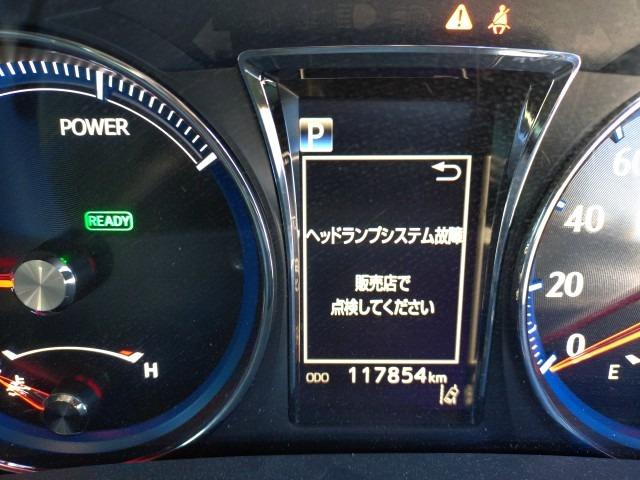 POWER
READY
H
P
ヘッドランプシステム故障
販売店で
点検してください
ODO 117854km
60
40
20
0
E